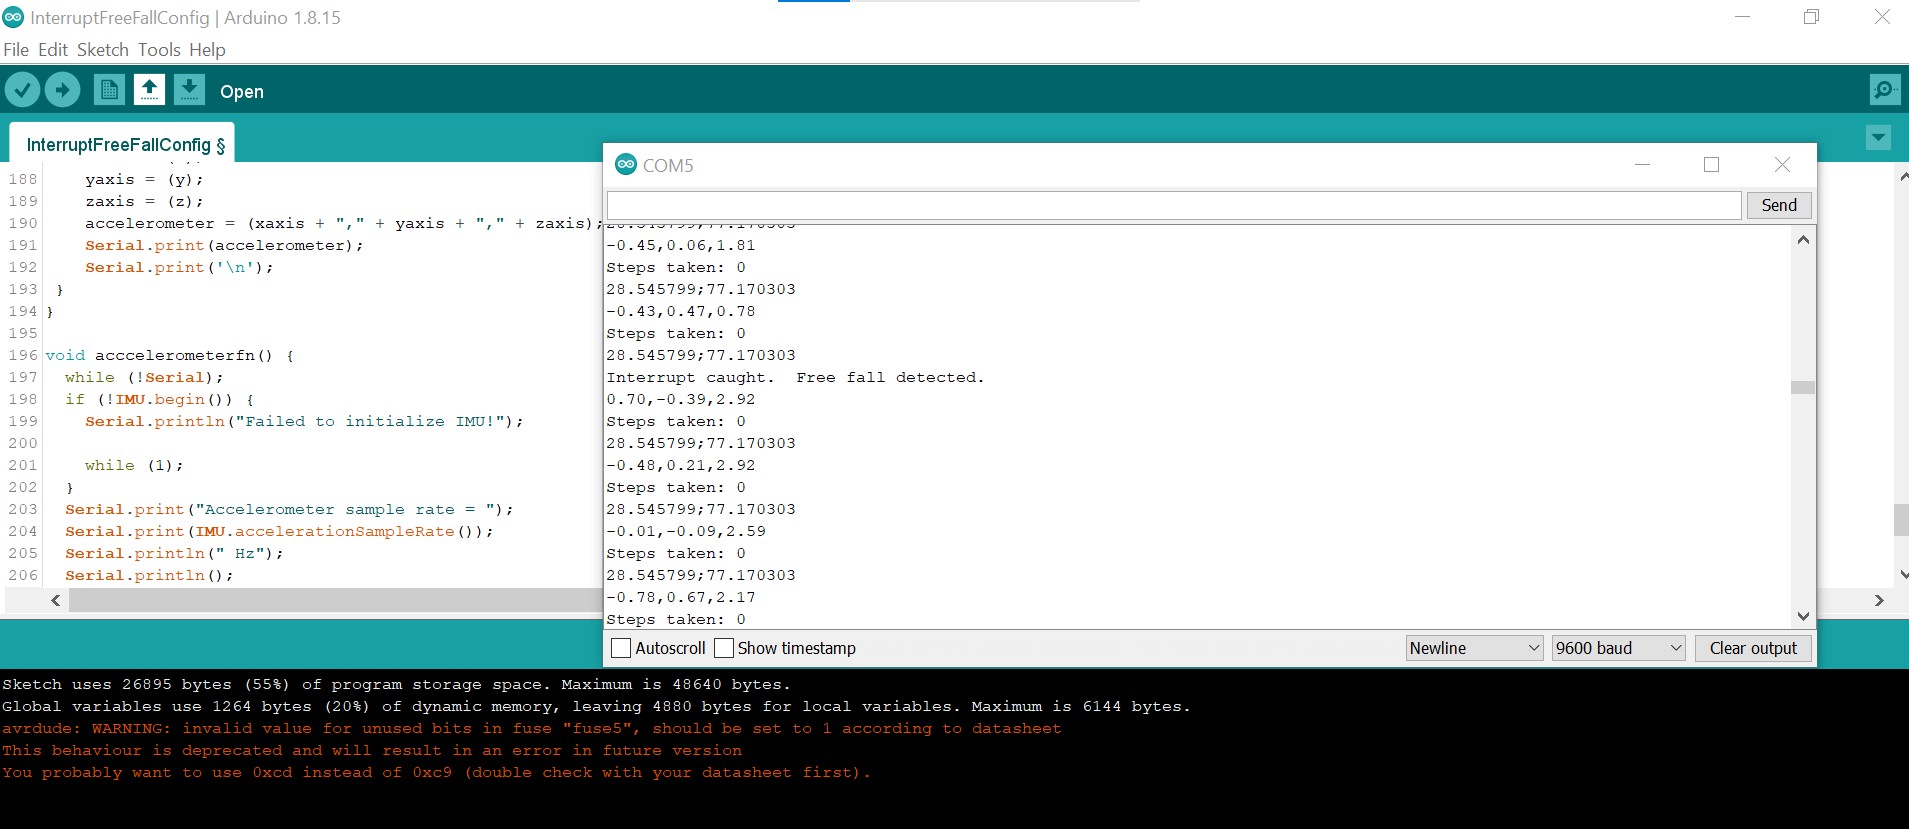 InterruptFreeFallConfig | Arduino 1.8.15
File Edit Sketch Tools Help
Open
InterruptFreeFallConfig §
188 yaxis = (y);
189 zaxis = (z);
190 accelerometer = (xaxis + "," + yaxis + "," + zaxis);
191 Serial.print(accelerometer);
192 Serial.print('\n');
193 }
194 }
195
196 void acccelerometerfn() {
197 while (!Serial);
198 if (!IMU.begin()) {
199 Serial.println("Failed to initialize IMU!");
200
201 while (1);
202 }
203 Serial.print("Accelerometer sample rate = ");
204 Serial.print(IMU.accelerationSampleRate());
205 Serial.println(" Hz");
206 Serial.println();
COM5
Send
-0.45,0.06,1.81
Steps taken: 0
28.545799;77.170303
-0.43,0.47,0.78
Steps taken: 0
28.545799;77.170303
Interrupt caught.  Free fall detected.
0.70,-0.39,2.92
Steps taken: 0
28.545799;77.170303
-0.48,0.21,2.92
Steps taken: 0
28.545799;77.170303
-0.01,-0.09,2.59
Steps taken: 0
28.545799;77.170303
-0.78,0.67,2.17
Steps taken: 0
Autoscroll Show timestamp Newline 9600 baud Clear output
Sketch uses 26895 bytes (55%) of program storage space. Maximum is 48640 bytes.
Global variables use 1264 bytes (20%) of dynamic memory, leaving 4880 bytes for local variables. Maximum is 6144 bytes.
avrdude: WARNING: invalid value for unused bits in fuse "fuse5", should be set to 1 according to datasheet
This behaviour is deprecated and will result in an error in future version
You probably want to use 0xcd instead of 0xc9 (double check with your datasheet first).